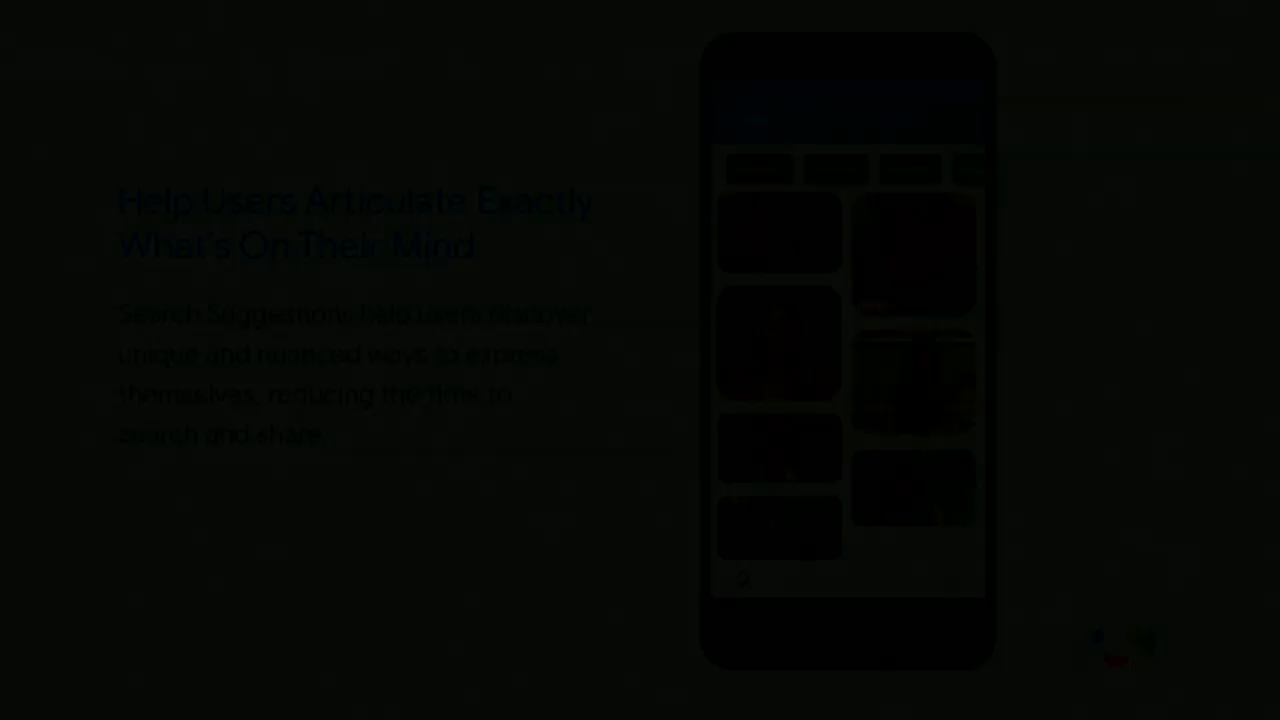 Help Users Articulate Exactly
What's On Their Mind
Search Suggestions help users discover
unique and nuanced ways to express
themselves, reducing the time to
search and share.